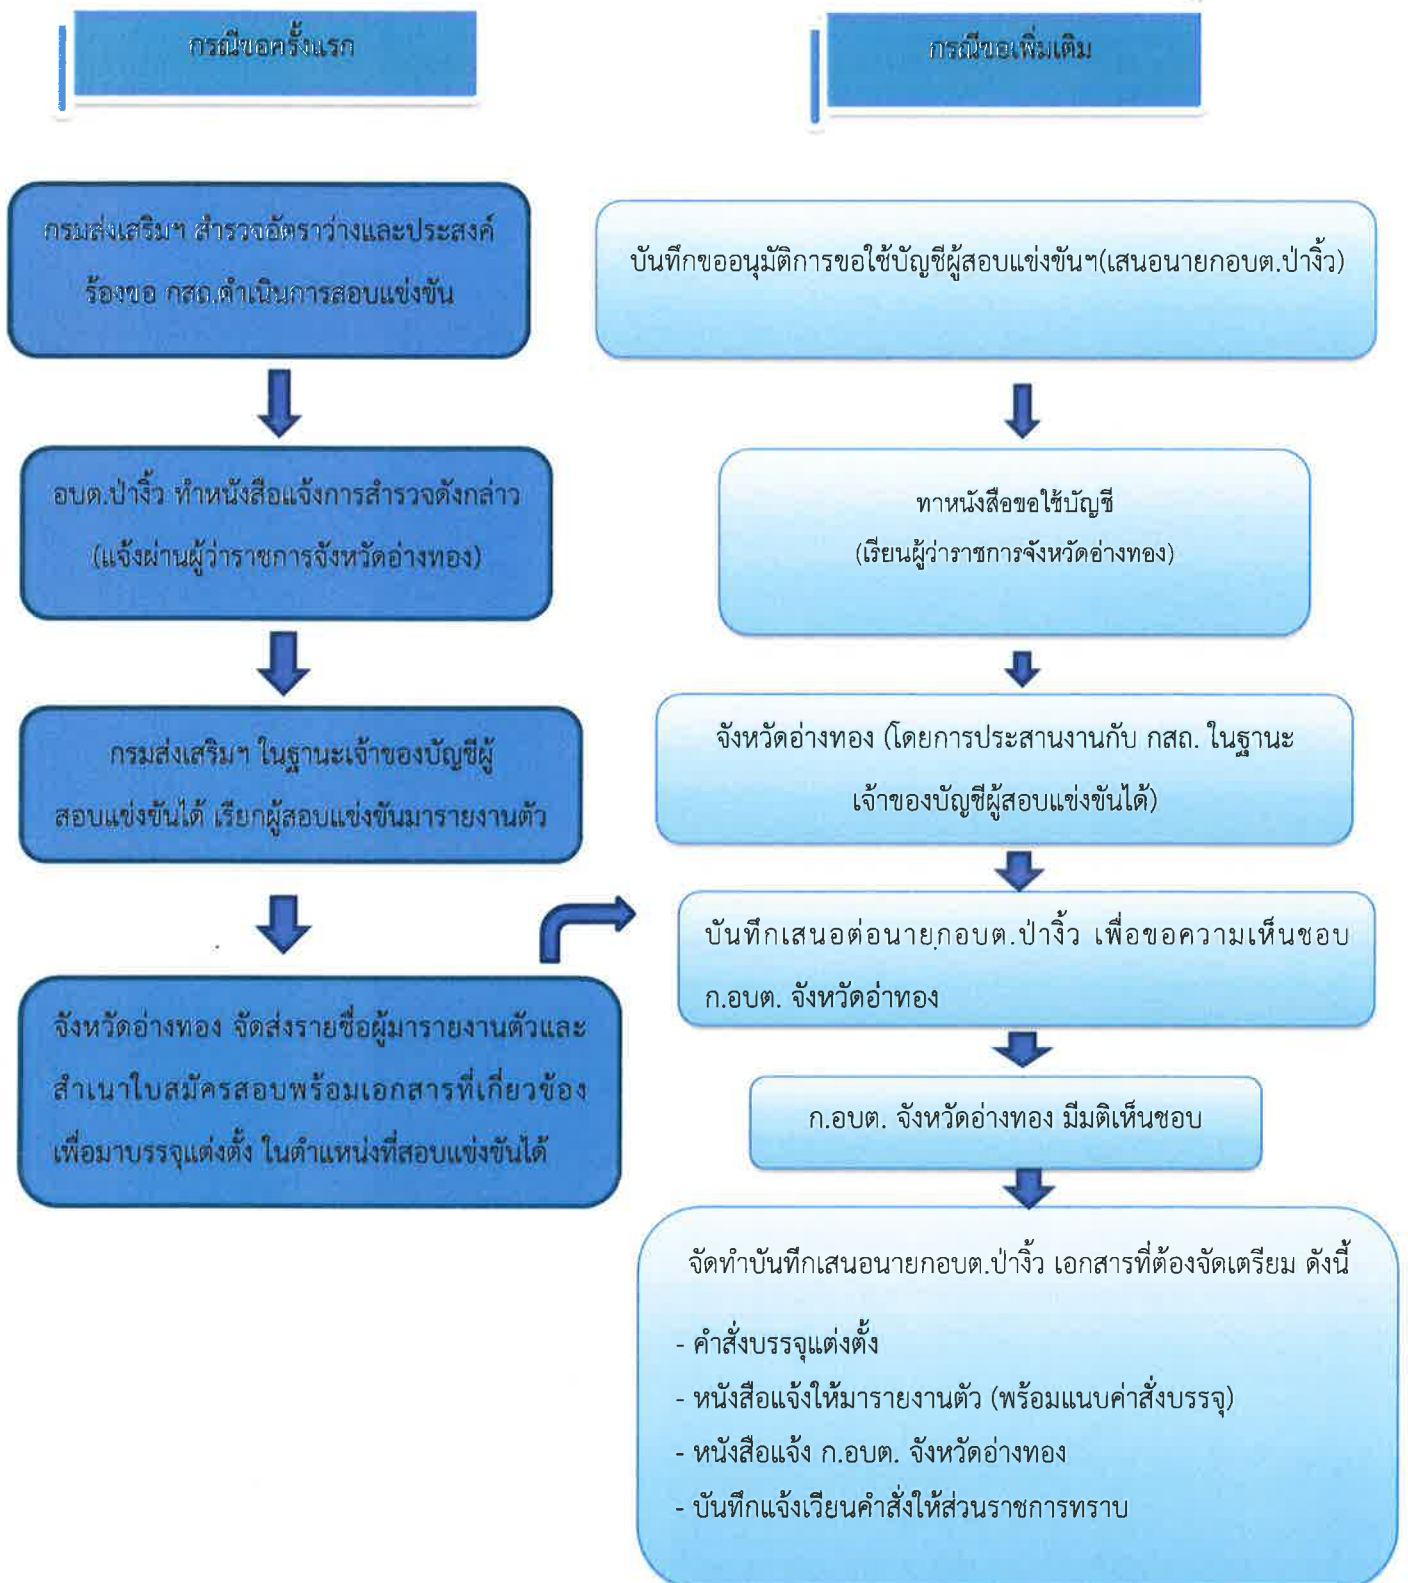 กรณีขอครั้งแรก
กรมส่งเสริมฯ สำรวจอัตราว่างและประสงค์
ร้องขอ กสถ.ดำเนินการสอบแข่งขัน
อบต.ป่างิ้ว ทำหนังสือแจ้งการสำรวจดังกล่าว
(แจ้งผ่านผู้ว่าราชการจังหวัดอ่างทอง)
กรมส่งเสริมฯ ในฐานะเจ้าของบัญชีผู้
สอบแข่งขันได้ เรียกผู้สอบแข่งขันมารายงานตัว
จังหวัดอ่างทอง จัดส่งรายชื่อผู้มารายงานตัวและ
สำเนาใบสมัครสอบพร้อมเอกสารที่เกี่ยวข้อง
เพื่อมาบรรจุแต่งตั้ง ในตำแหน่งที่สอบแข่งขันได้
กรณีขอเพิ่มเติม
บันทึกขออนุมัติการขอใช้บัญชีผู้สอบแข่งขันฯ(เสนอนายกอบต.ป่างิ้ว)
ทาหนังสือขอใช้บัญชี
(เรียนผู้ว่าราชการจังหวัดอ่างทอง)
จังหวัดอ่างทอง (โดยการประสานงานกับ กสถ. ในฐานะ
เจ้าของบัญชีผู้สอบแข่งขันได้)
บันทึกเสนอต่อนายกอบต.ป่างิ้ว เพื่อขอความเห็นชอบ
ก.อบต. จังหวัดอ่าทอง
ก.อบต. จังหวัดอ่างทอง มีมติเห็นชอบ
จัดทำบันทึกเสนอนายกอบต.ป่างิ้ว เอกสารที่ต้องจัดเตรียม ดังนี้
- คำสั่งบรรจุแต่งตั้ง
- หนังสือแจ้งให้มารายงานตัว (พร้อมแนบค่าสั่งบรรจุ)
- หนังสือแจ้ง ก.อบต. จังหวัดอ่างทอง
- บันทึกแจ้งเวียนคำสั่งให้ส่วนราชการทราบ